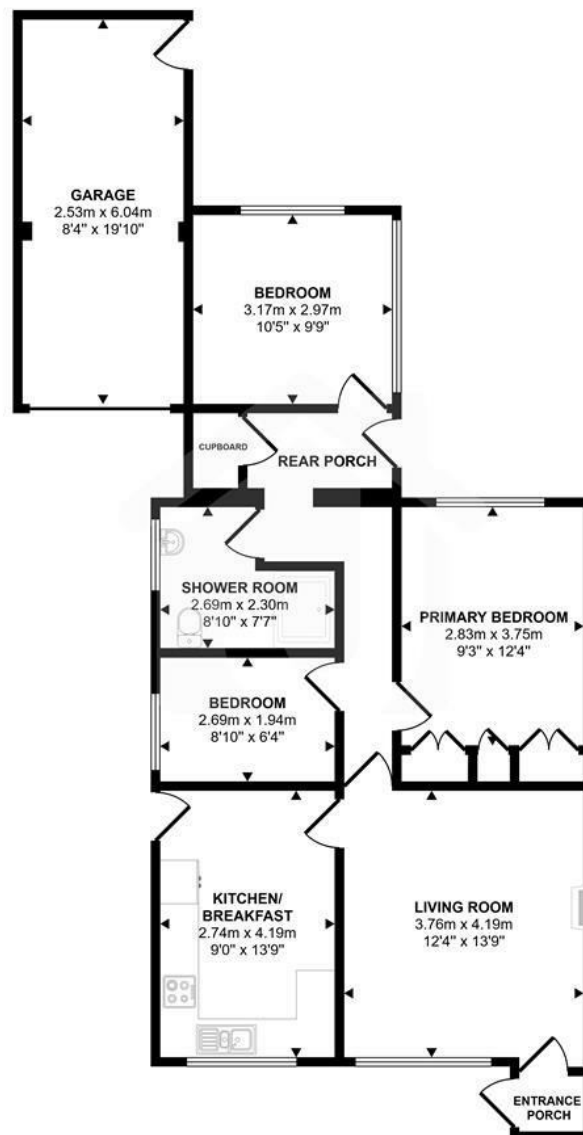 GARAGE
2.53m x 6.04m
8'4" x 19'10"
BEDROOM
3.17m x 2.97m
10'5" x 9'9"
CUPBOARD
REAR PORCH
SHOWER ROOM
2.69m x 2.30m
8'10" x 7'7"
PRIMARY BEDROOM
2.83m x 3.75m
9'3" x 12'4"
BEDROOM
2.69m x 1.94m
8'10" x 6'4"
KITCHEN/
BREAKFAST
2.74m x 4.19m
9'0" x 13'9"
LIVING ROOM
3.76m x 4.19m
12'4" x 13'9"
ENTRANCE
PORCH